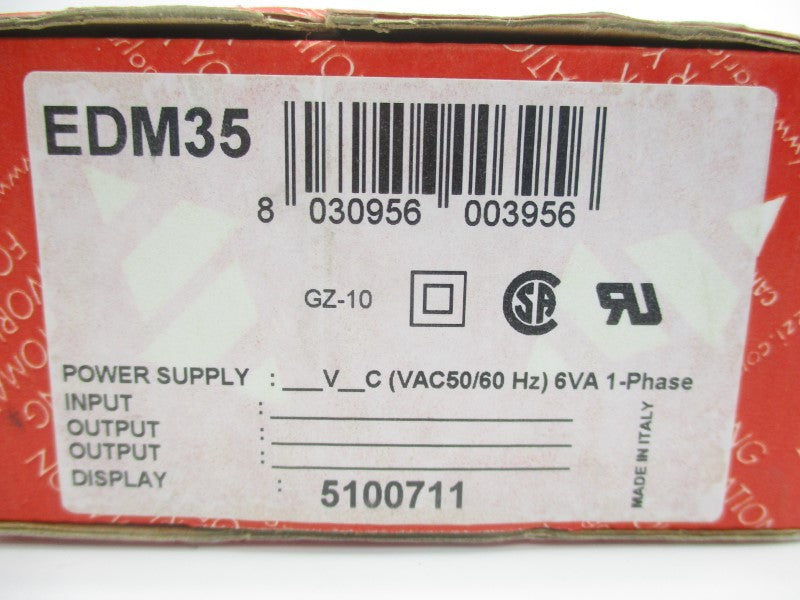 EDM35
8 030956 003956
GZ-10
POWER SUPPLY : ___V__C (VAC50/60 Hz) 6VA 1-Phase
INPUT :
OUTPUT :
OUTPUT :
DISPLAY : 5100711
MADE IN ITALY